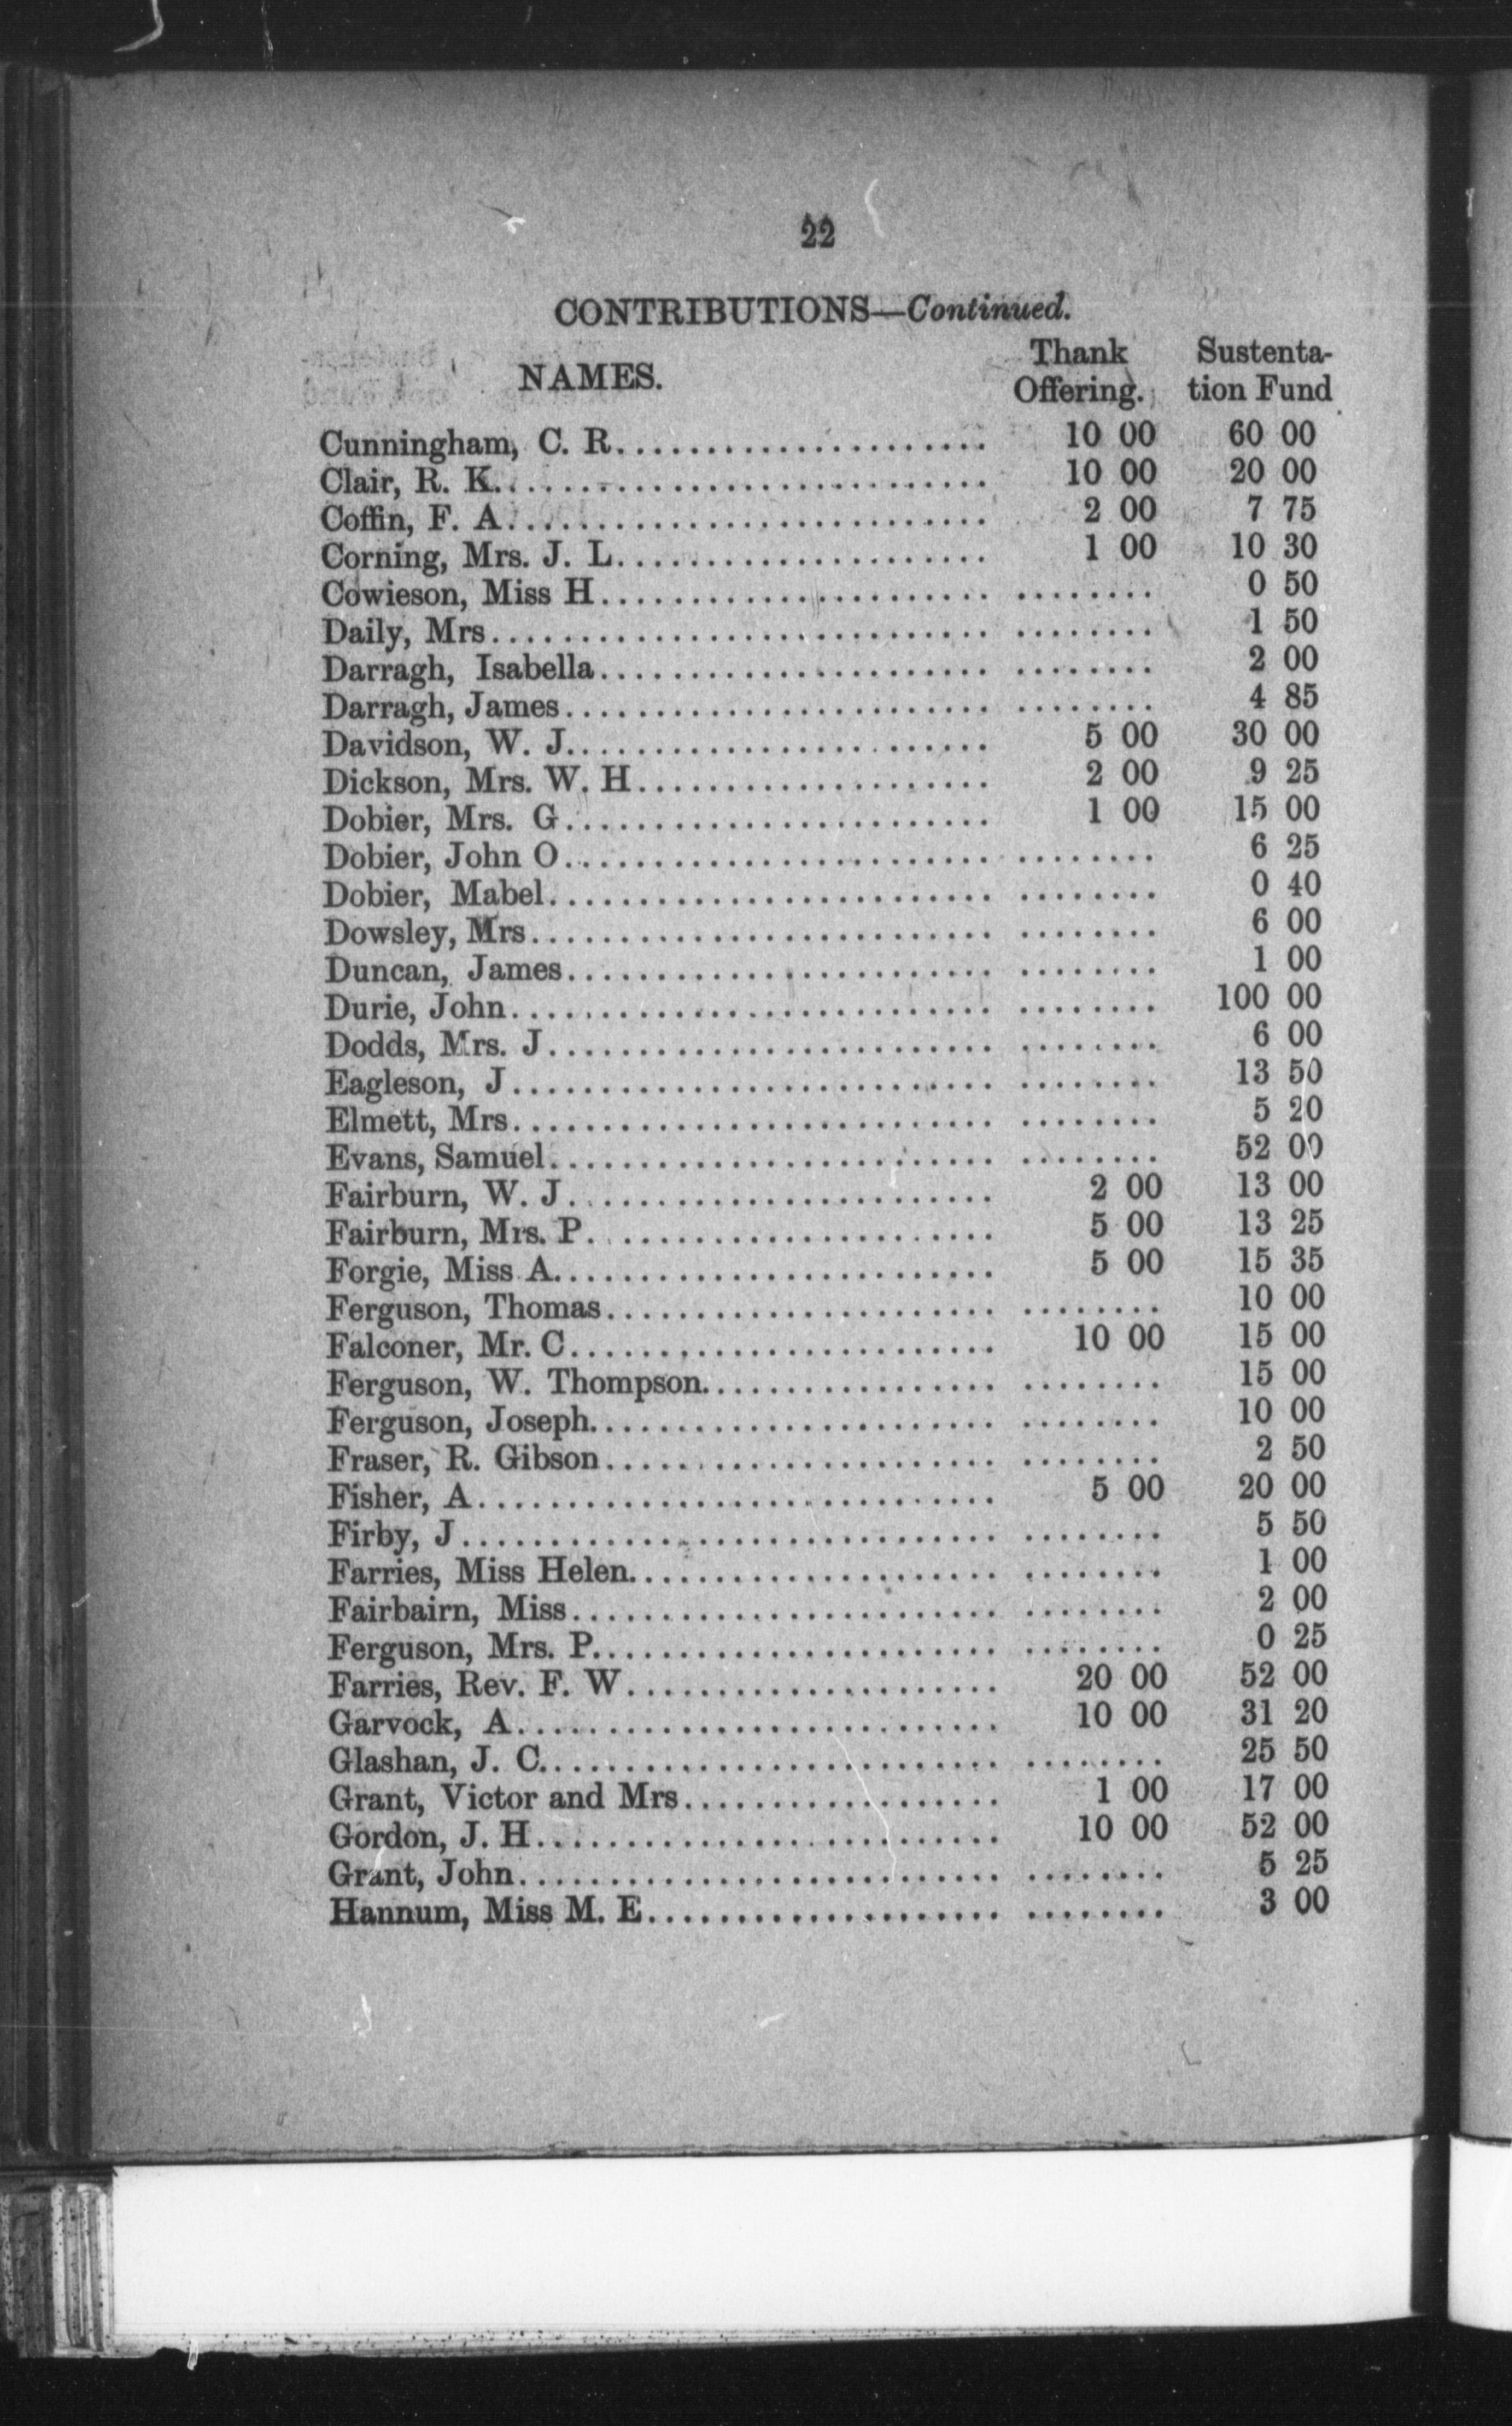 22
CONTRIBUTIONS—Continued.
NAMES. Thank Offering. Sustenta-tion Fund
Cunningham, C. R...................... 10 00 60 00
Clair, R. K............................ 10 00 20 00
Coffin, F. A........................... 2 00 7 75
Corning, Mrs. J. L..................... 1 00 10 30
Cowieson, Miss H...................... ........ 0 50
Daily, Mrs............................ ........ 1 50
Darragh, Isabella...................... ........ 2 00
Darragh, James........................ ........ 4 85
Davidson, W. J........................ 5 00 30 00
Dickson, Mrs. W. H.................... 2 00 9 25
Dobier, Mrs. G........................ 1 00 15 00
Dobier, John O........................ ........ 6 25
Dobier, Mabel......................... ........ 0 40
Dowsley, Mrs.......................... ........ 6 00
Duncan, James........................ ........ 1 00
Durie, John........................... ........ 100 00
Dodds, Mrs. J......................... ........ 6 00
Eagleson, J........................... ........ 13 50
Elmett, Mrs........................... ........ 5 20
Evans, Samuel......................... ........ 52 00
Fairburn, W. J........................ 2 00 13 00
Fairburn, Mrs. P....................... 5 00 13 25
Forgie, Miss A......................... 5 00 15 35
Ferguson, Thomas...................... ........ 10 00
Falconer, Mr. C........................ 10 00 15 00
Ferguson, W. Thompson................. ........ 15 00
Ferguson, Joseph....................... ........ 10 00
Fraser, R. Gibson...................... ........ 2 50
Fisher, A............................. 5 00 20 00
Firby, J.............................. ........ 5 50
Farries, Miss Helen..................... ........ 1 00
Fairbairn, Miss........................ ........ 2 00
Ferguson, Mrs. P....................... ........ 0 25
Farries, Rev. F. W..................... 20 00 52 00
Garvock, A........................... 10 00 31 20
Glashan, J. C.......................... ........ 25 50
Grant, Victor and Mrs.................. 1 00 17 00
Gordon, J. H.......................... 10 00 52 00
Grant, John........................... ........ 5 25
Hannum, Miss M. E.................... ........ 3 00